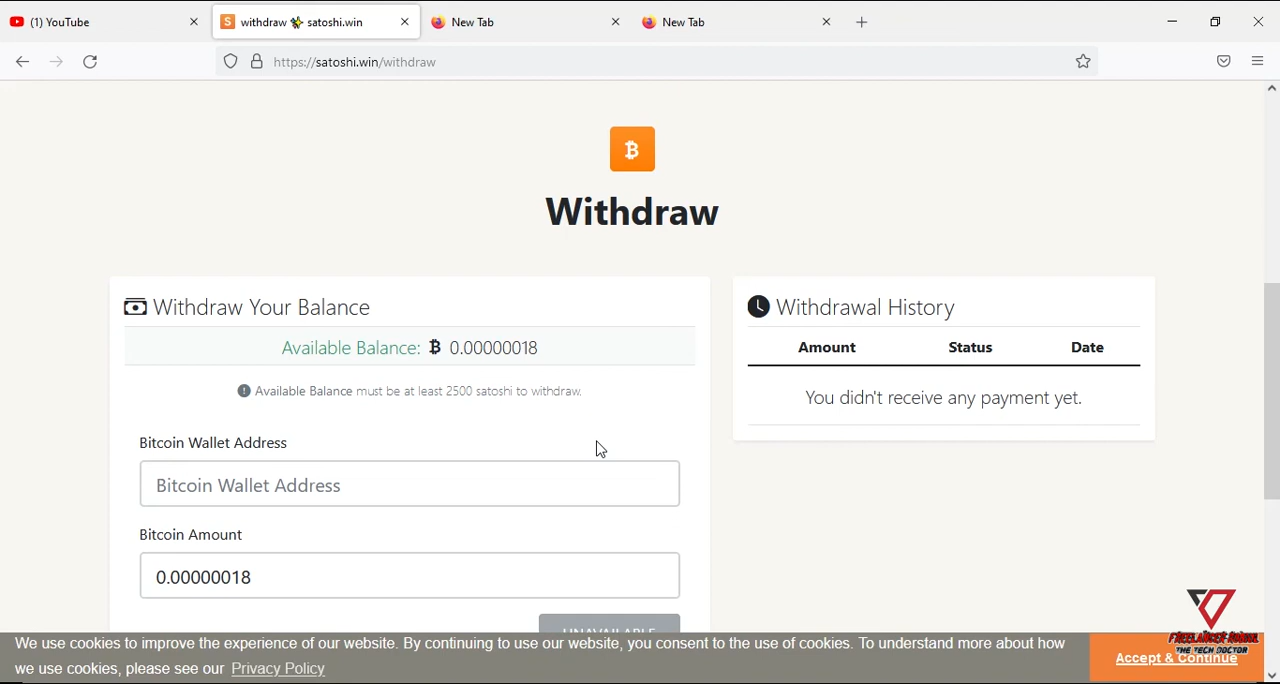 (1) YouTube
withdraw ✨ satoshi.win
New Tab
New Tab
https://satoshi.win/withdraw
Withdraw
Withdraw Your Balance
Available Balance: ₿ 0.00000018
Available Balance must be at least 2500 satoshi to withdraw.
Bitcoin Wallet Address
Bitcoin Wallet Address
Bitcoin Amount
0.00000018
Withdrawal History
Amount Status Date
You didn't receive any payment yet.
UNAVAILABLE
We use cookies to improve the experience of our website. By continuing to use our website, you consent to the use of cookies. To understand more about how
we use cookies, please see our Privacy Policy
Accept & Continue
THE TECH DOCTOR